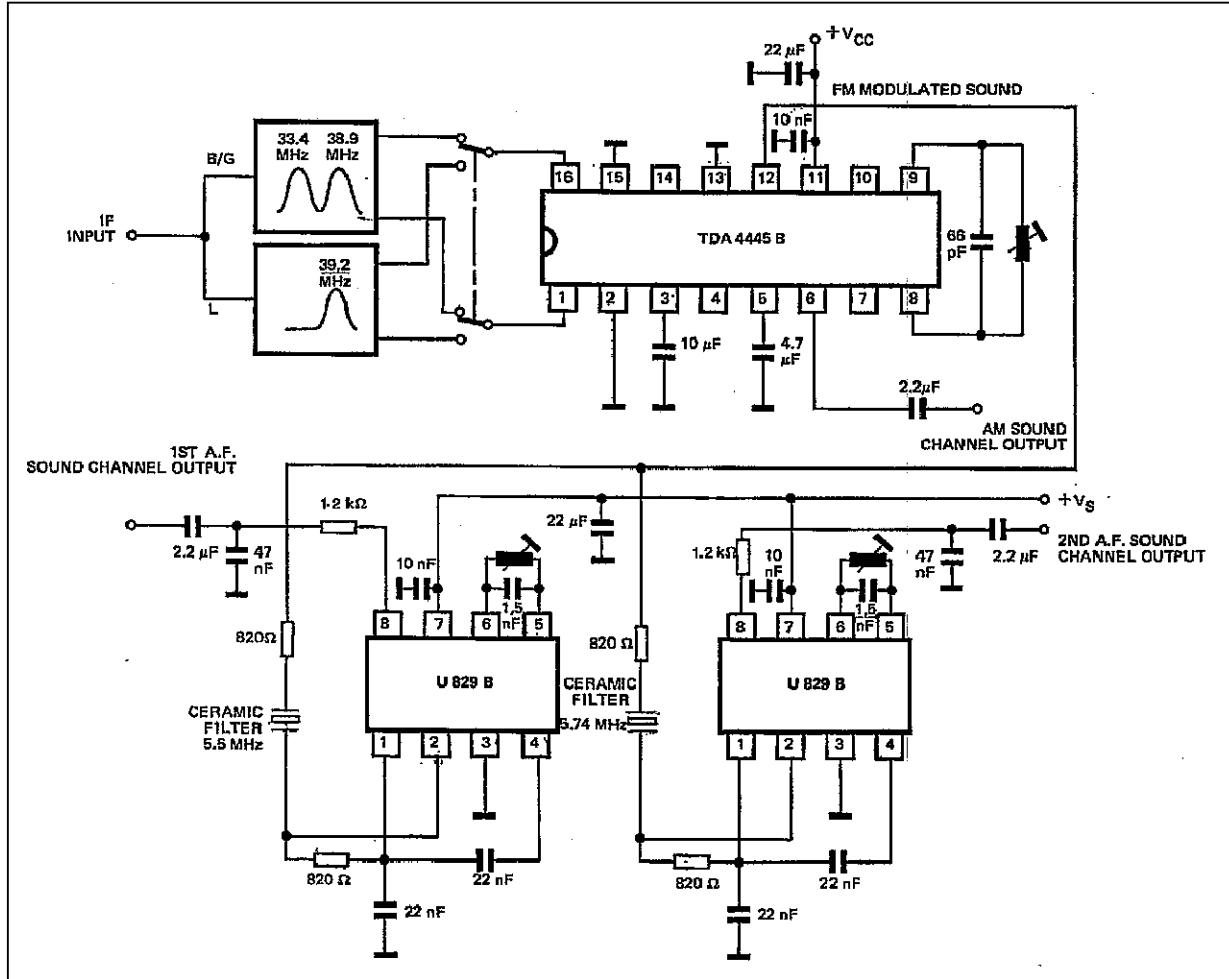 +VCC
22 µF
FM MODULATED SOUND
10 nF
33.4 MHz
38.9 MHz
B/G
IF INPUT
39.2 MHz
L
16 15 14 13 12 11 10 9
TDA 4445 B
66 pF
1 2 3 4 5 6 7 8
10 µF
4.7 µF
2.2µF
AM SOUND
CHANNEL OUTPUT
1ST A.F.
SOUND CHANNEL OUTPUT
1.2 kΩ
22 µF
+VS
2.2 µF
47 nF
10 nF
1,5 nF
1.2 kΩ
10 nF
1,5 nF
47 nF
2.2 µF
2ND A.F. SOUND
CHANNEL OUTPUT
8 7 6 5
8 7 6 5
820Ω
U 829 B
820 Ω
U 829 B
CERAMIC
FILTER
5.5 MHz
CERAMIC
FILTER
5.74 MHz
1 2 3 4
1 2 3 4
820 Ω
22 nF
820 Ω
22 nF
22 nF
22 nF